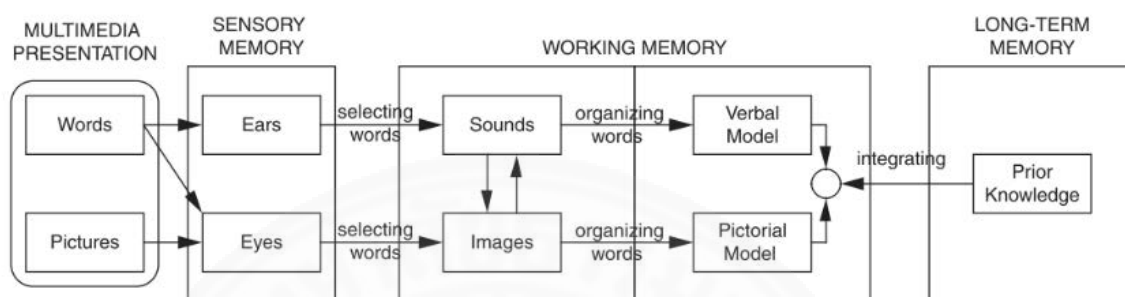 MULTIMEDIA
PRESENTATION
SENSORY
MEMORY
WORKING MEMORY
LONG-TERM
MEMORY
Words
Ears
selecting
words
Sounds
organizing
words
Verbal
Model
integrating
Prior
Knowledge
Pictures
Eyes
selecting
words
Images
organizing
words
Pictorial
Model